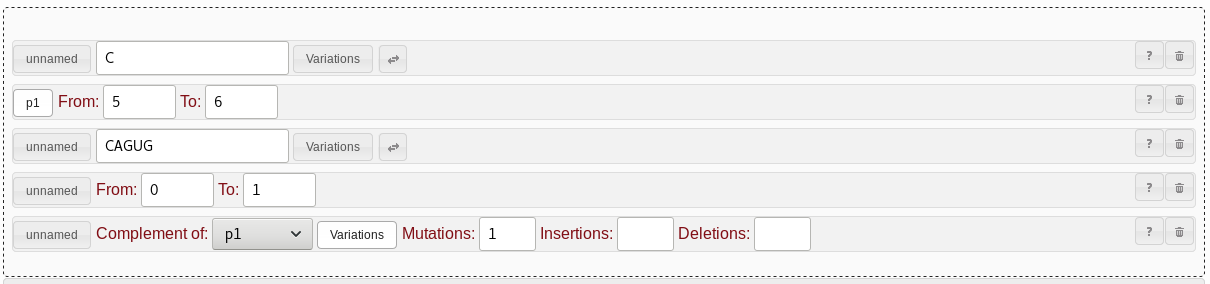 unnamed C Variations ?
p1 From: 5 To: 6 ?
unnamed CAGUG Variations ?
unnamed From: 0 To: 1 ?
unnamed Complement of: p1 Variations Mutations: 1 Insertions: Deletions: ?